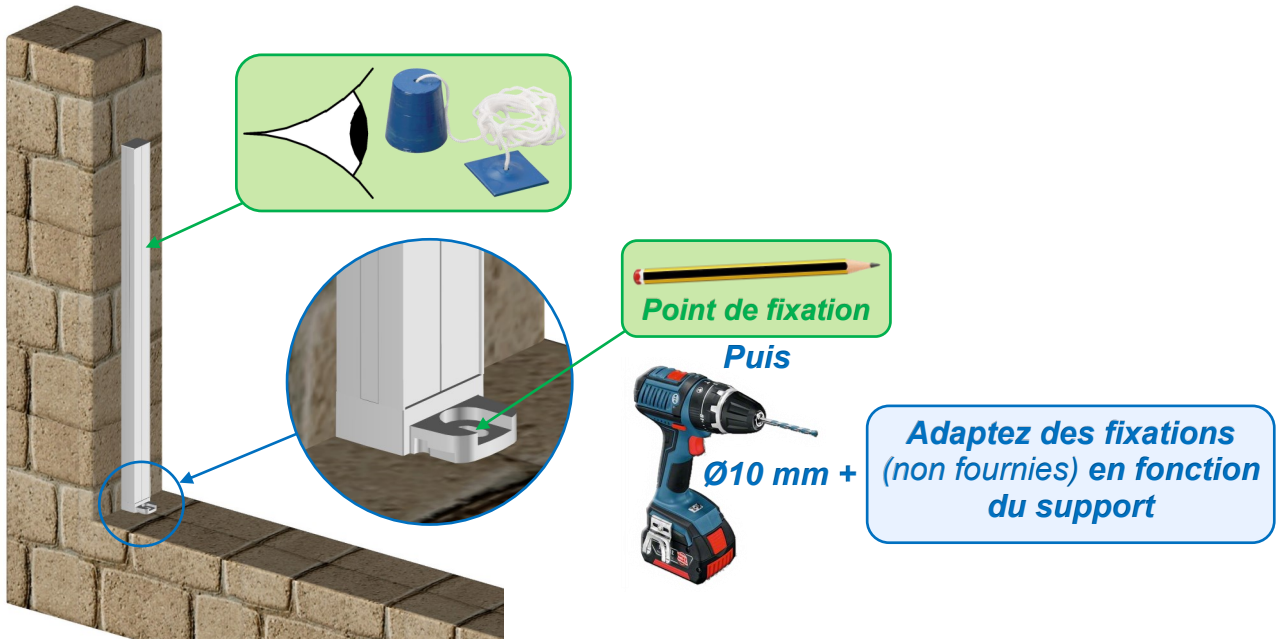 Point de fixation
Puis
Ø10 mm +
Adaptez des fixations
(non fournies) en fonction
du support